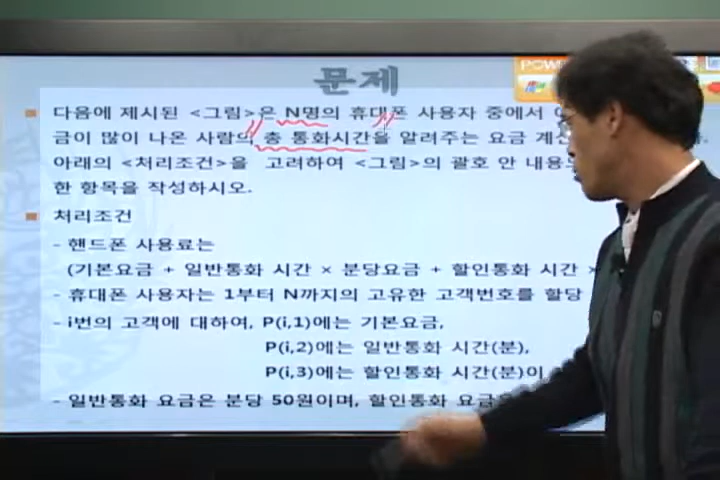 문제
POW
다음에 제시된 <그림>은 N명의 휴대폰 사용자 중에서
금이 많이 나온 사람의 총 통화시간을 알려주는 요금 계산
아래의 <처리조건>을 고려하여 <그림>의 괄호 안 내용
한 항목을 작성하시오.
처리조건
- 핸드폰 사용료는
(기본요금 + 일반통화 시간 × 분당요금 + 할인통화 시간 ×
- 휴대폰 사용자는 1부터 N까지의 고유한 고객번호를 할당
- i번의 고객에 대하여, P(i,1)에는 기본요금,
P(i,2)에는 일반통화 시간(분),
P(i,3)에는 할인통화 시간(분)이
- 일반통화 요금은 분당 50원이며, 할인통화 요금은